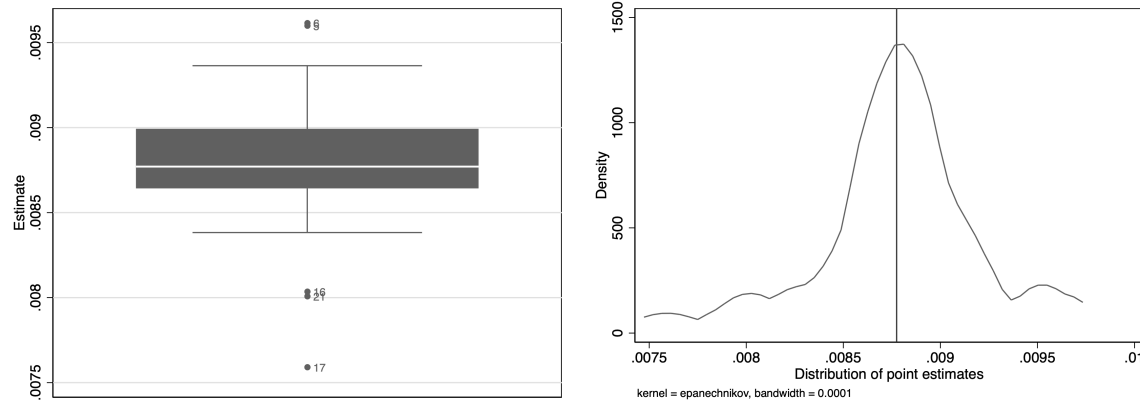 Estimate
.0095
.009
.0085
.008
.0075
6
16
21
17
Density
1500
1000
500
0
.0075 .008 .0085 .009 .0095 .01
Distribution of point estimates
kernel = epanechnikov, bandwidth = 0.0001